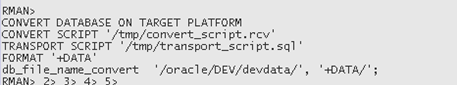 RMAN>
CONVERT DATABASE ON TARGET PLATFORM
CONVERT SCRIPT '/tmp/convert_script.rcv'
TRANSPORT SCRIPT '/tmp/transport_script.sql'
FORMAT '+DATA'
db_file_name_convert  '/oracle/DEV/devdata/', '+DATA/';
RMAN> 2> 3> 4> 5>